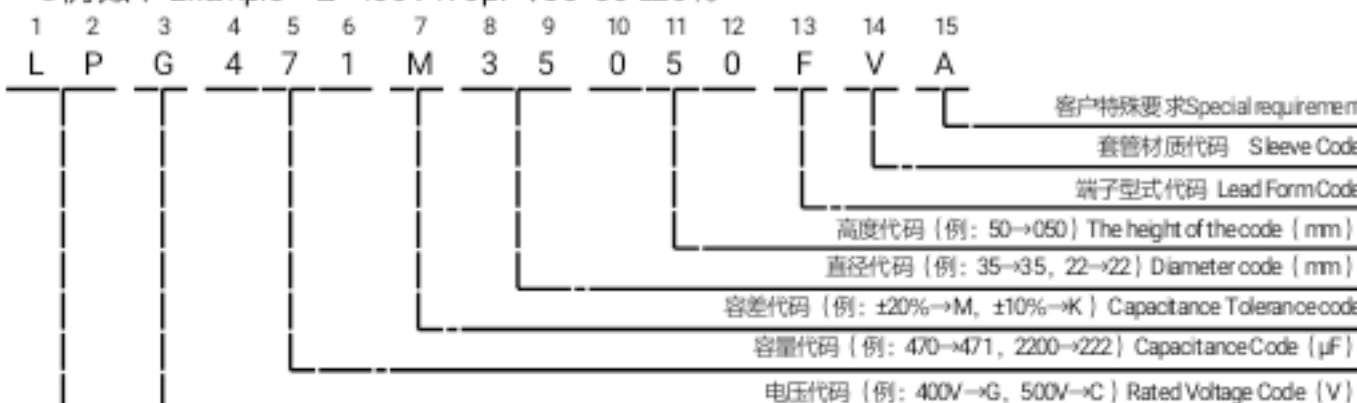 1 2 3 4 5 6 7 8 9 10 11 12 13 14 15
L P G 4 7 1 M 3 5 0 5 0 F V A
客户特殊要求Special requiremen
套管材质代码 Sleeve Code
端子型式代码 Lead Form Code
高度代码（例：50→050）The height of the code（mm）
直径代码（例：35→35，22→22）Diameter code（mm）
容差代码（例：±20%→M，±10%→K）Capacitance Tolerance code
容量代码（例：470→471，2200→222）Capacitance Code（μF）
电压代码（例：400V→G，500V→C）Rated Voltage Code（V）